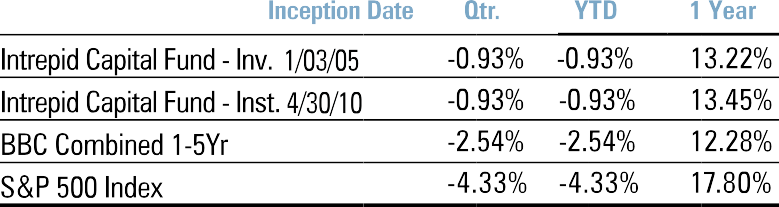 Inception Date Qtr. YTD 1 Year
Intrepid Capital Fund - Inv. 1/03/05 -0.93% -0.93% 13.22%
Intrepid Capital Fund - Inst. 4/30/10 -0.93% -0.93% 13.45%
BBC Combined 1-5Yr -2.54% -2.54% 12.28%
S&P 500 Index -4.33% -4.33% 17.80%